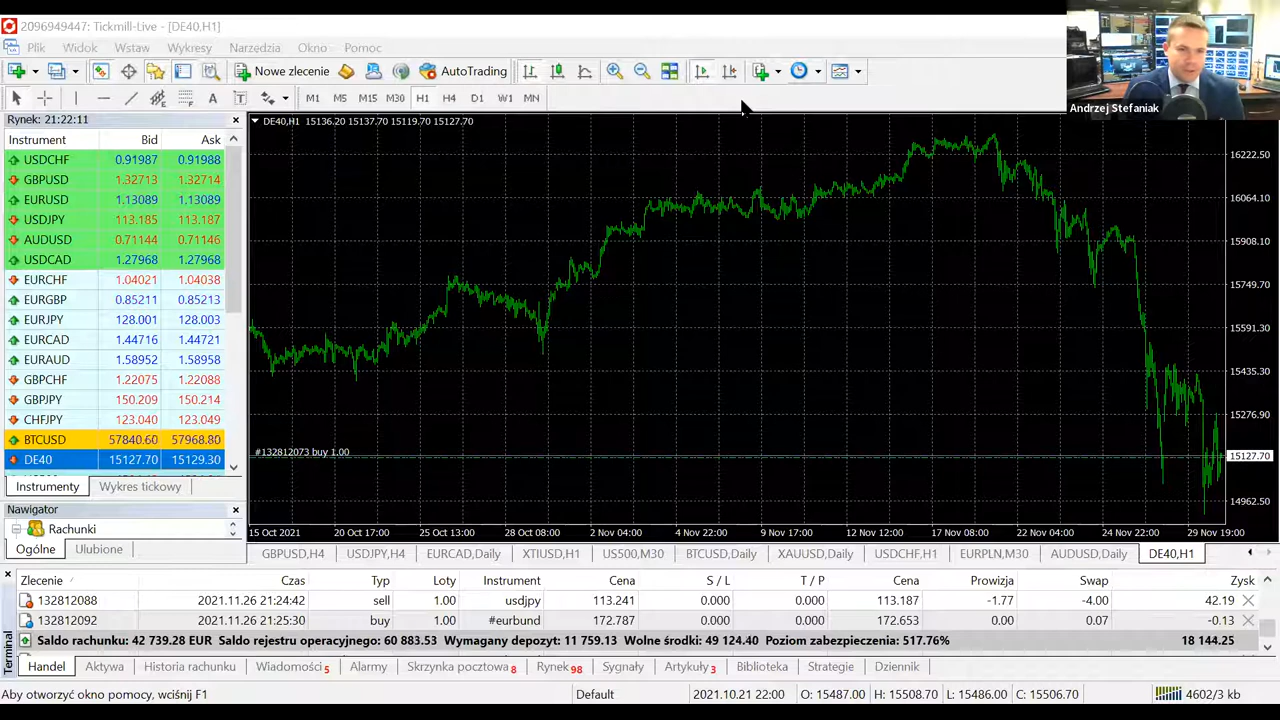 2096949447: Tickmill-Live - [DE40,H1]
Plik Widok Wstaw Wykresy Narzędzia Okno Pomoc
Nowe zlecenie AutoTrading
M1 M5 M15 M30 H1 H4 D1 W1 MN
Andrzej Stefaniak
Rynek: 21:22:11
Instrument Bid Ask
USDCHF 0.91987 0.91988
GBPUSD 1.32713 1.32714
EURUSD 1.13089 1.13089
USDJPY 113.185 113.187
AUDUSD 0.71144 0.71146
USDCAD 1.27968 1.27968
EURCHF 1.04021 1.04038
EURGBP 0.85211 0.85213
EURJPY 128.001 128.003
EURCAD 1.44716 1.44721
EURAUD 1.58952 1.58958
GBPCHF 1.22075 1.22088
GBPJPY 150.209 150.214
CHFJPY 123.040 123.049
BTCUSD 57840.60 57968.80
DE40 15127.70 15129.30
Instrumenty Wykres tickowy
Nawigator
Rachunki
Ogólne Ulubione
DE40,H1 15136.20 15137.70 15119.70 15127.70
16222.50
16064.10
15908.10
15749.70
15591.30
15435.30
15276.90
#132812073 buy 1.00
15127.70
14962.50
15 Oct 2021 20 Oct 17:00 25 Oct 13:00 28 Oct 08:00 2 Nov 04:00 4 Nov 22:00 9 Nov 17:00 12 Nov 12:00 17 Nov 08:00 22 Nov 04:00 24 Nov 22:00 29 Nov 19:00
GBPUSD,H4 USDJPY,H4 EURCAD,Daily XTIUSD,H1 US500,M30 BTCUSD,Daily XAUUSD,Daily USDCHF,H1 EURPLN,M30 AUDUSD,Daily DE40,H1
Zlecenie Czas Typ Loty Instrument Cena S / L T / P Cena Prowizja Swap Zysk
132812088 2021.11.26 21:24:42 sell 1.00 usdjpy 113.241 0.000 0.000 113.187 -1.77 -4.00 42.19
132812092 2021.11.26 21:25:30 buy 1.00 #eurbund 172.787 0.000 0.000 172.653 0.00 0.07 -0.13
Saldo rachunku: 42 739.28 EUR Saldo rejestru operacyjnego: 60 883.53 Wymagany depozyt: 11 759.13 Wolne środki: 49 124.40 Poziom zabezpieczenia: 517.76% 18 144.25
Terminal
Handel Aktywa Historia rachunku Wiadomości 5 Alarmy Skrzynka pocztowa 8 Rynek 98 Sygnały Artykuły 3 Biblioteka Strategie Dziennik
Aby otworzyć okno pomocy, wciśnij F1 Default 2021.10.21 22:00 O: 15487.00 H: 15508.70 L: 15486.00 C: 15506.70 4602/3 kb